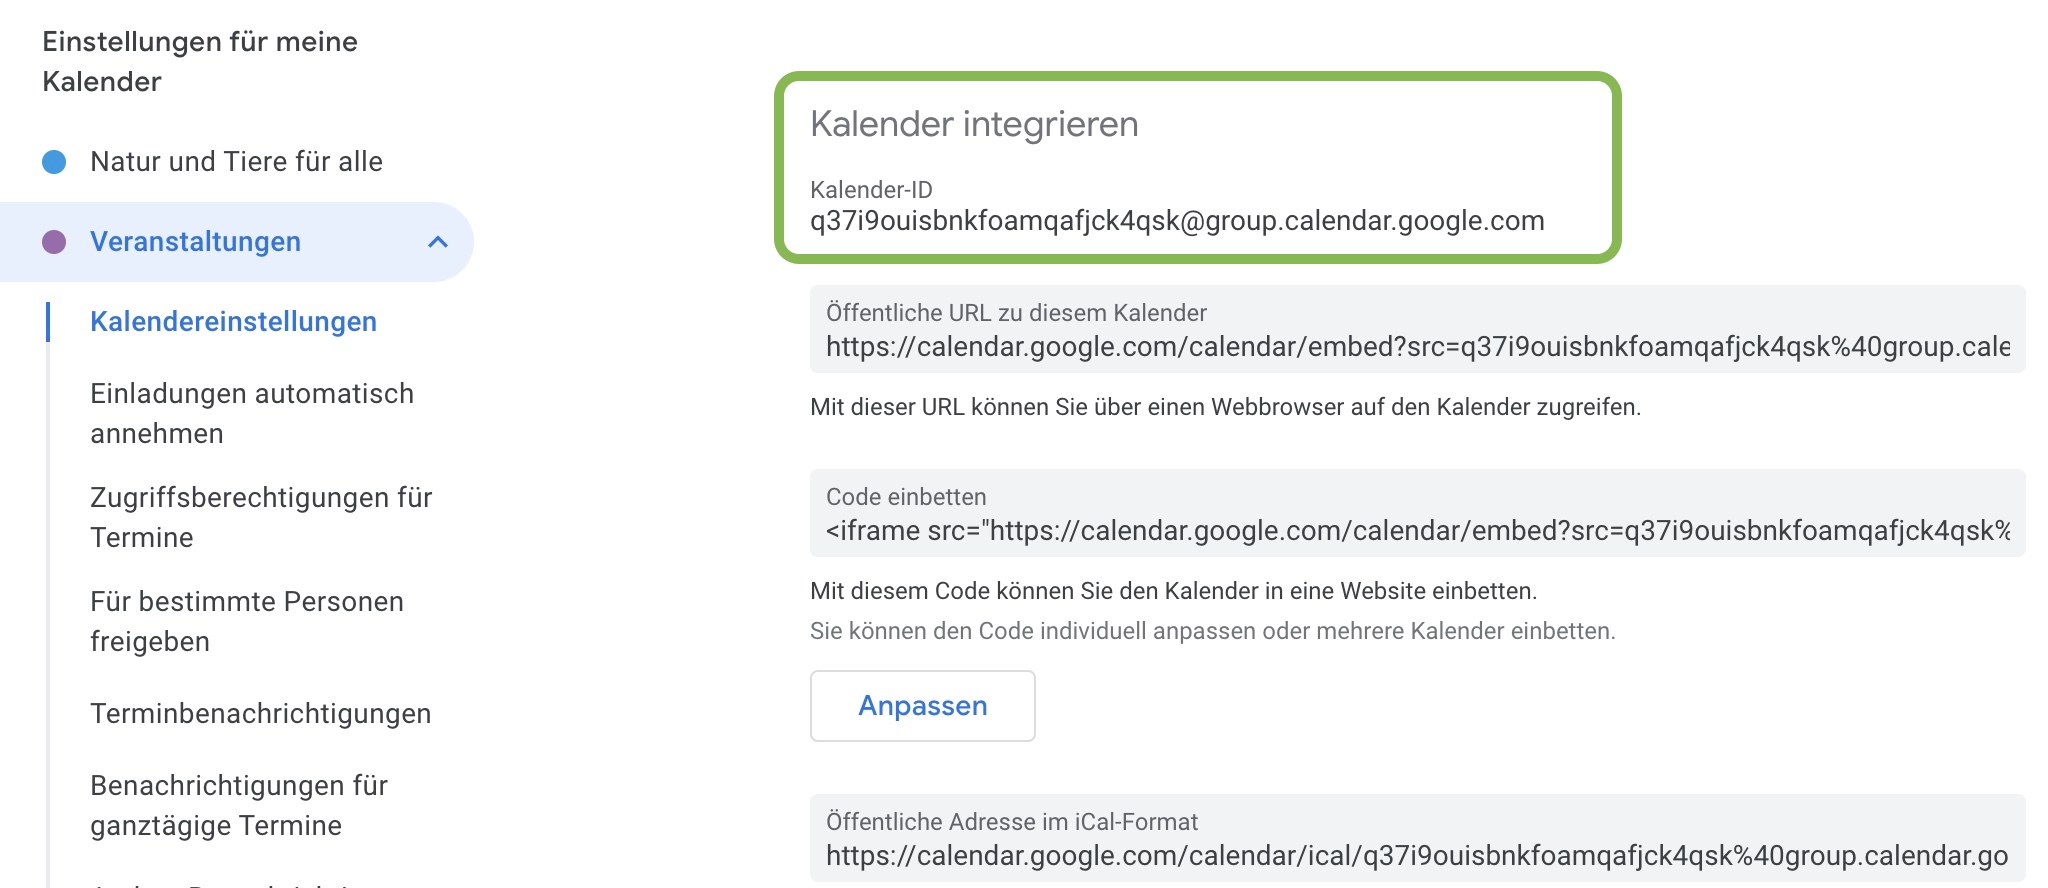 Einstellungen für meine
Kalender
Natur und Tiere für alle
Veranstaltungen
Kalendereinstellungen
Einladungen automatisch
annehmen
Zugriffsberechtigungen für
Termine
Für bestimmte Personen
freigeben
Terminbenachrichtigungen
Benachrichtigungen für
ganztägige Termine
Kalender integrieren
Kalender-ID
q37i9ouisbnkfoamqafjck4qsk@group.calendar.google.com
Öffentliche URL zu diesem Kalender
https://calendar.google.com/calendar/embed?src=q37i9ouisbnkfoamqafjck4qsk%40group.cale
Mit dieser URL können Sie über einen Webbrowser auf den Kalender zugreifen.
Code einbetten
<iframe src="https://calendar.google.com/calendar/embed?src=q37i9ouisbnkfoamqafjck4qsk%
Mit diesem Code können Sie den Kalender in eine Website einbetten.
Sie können den Code individuell anpassen oder mehrere Kalender einbetten.
Anpassen
Öffentliche Adresse im iCal-Format
https://calendar.google.com/calendar/ical/q37i9ouisbnkfoamqafjck4qsk%40group.calendar.go